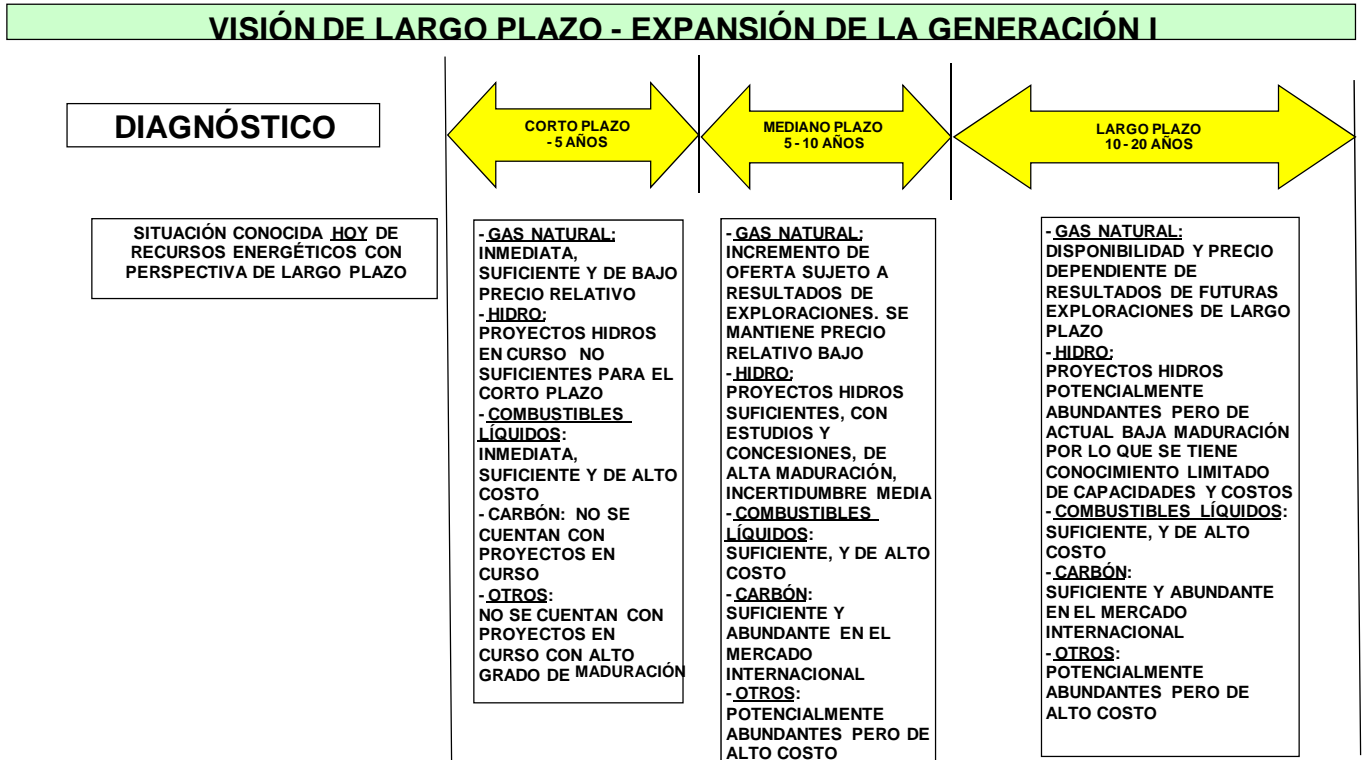 VISIÓN DE LARGO PLAZO - EXPANSIÓN DE LA GENERACIÓN I
DIAGNÓSTICO
CORTO PLAZO
- 5 AÑOS
MEDIANO PLAZO
5 - 10 AÑOS
LARGO PLAZO
10 - 20 AÑOS
SITUACIÓN CONOCIDA HOY DE
RECURSOS ENERGÉTICOS CON
PERSPECTIVA DE LARGO PLAZO
- GAS NATURAL:
INMEDIATA,
SUFICIENTE Y DE BAJO
PRECIO RELATIVO
- HIDRO:
PROYECTOS HIDROS
EN CURSO NO
SUFICIENTES PARA EL
CORTO PLAZO
- COMBUSTIBLES
LÍQUIDOS:
INMEDIATA,
SUFICIENTE Y DE ALTO
COSTO
- CARBÓN: NO SE
CUENTAN CON
PROYECTOS EN
CURSO
- OTROS:
NO SE CUENTAN CON
PROYECTOS EN
CURSO CON ALTO
GRADO DE MADURACIÓN
- GAS NATURAL:
INCREMENTO DE
OFERTA SUJETO A
RESULTADOS DE
EXPLORACIONES. SE
MANTIENE PRECIO
RELATIVO BAJO
- HIDRO:
PROYECTOS HIDROS
SUFICIENTES, CON
ESTUDIOS Y
CONCESIONES, DE
ALTA MADURACIÓN,
INCERTIDUMBRE MEDIA
- COMBUSTIBLES
LÍQUIDOS:
SUFICIENTE, Y DE ALTO
COSTO
- CARBÓN:
SUFICIENTE Y
ABUNDANTE EN EL
MERCADO
INTERNACIONAL
- OTROS:
POTENCIALMENTE
ABUNDANTES PERO DE
ALTO COSTO
- GAS NATURAL:
DISPONIBILIDAD Y PRECIO
DEPENDIENTE DE
RESULTADOS DE FUTURAS
EXPLORACIONES DE LARGO
PLAZO
- HIDRO:
PROYECTOS HIDROS
POTENCIALMENTE
ABUNDANTES PERO DE
ACTUAL BAJA MADURACIÓN
POR LO QUE SE TIENE
CONOCIMIENTO LIMITADO
DE CAPACIDADES Y COSTOS
- COMBUSTIBLES LÍQUIDOS:
SUFICIENTE, Y DE ALTO
COSTO
- CARBÓN:
SUFICIENTE Y ABUNDANTE
EN EL MERCADO
INTERNACIONAL
- OTROS:
POTENCIALMENTE
ABUNDANTES PERO DE
ALTO COSTO